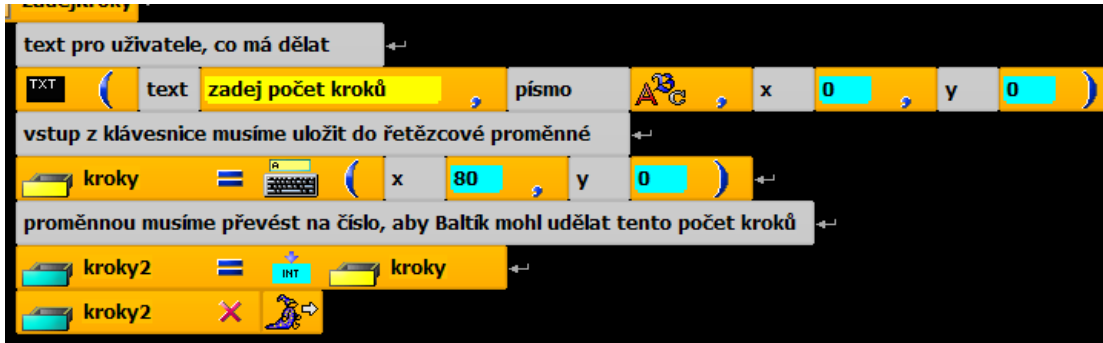 zadejkroky
text pro uživatele, co má dělat
TXT ( text zadej počet kroků , písmo ABC , x 0 , y 0 )
vstup z klávesnice musíme uložit do řetězcové proměnné
kroky = A ( x 80 , y 0 )
proměnnou musíme převést na číslo, aby Baltík mohl udělat tento počet kroků
kroky2 = INT kroky
kroky2 ×